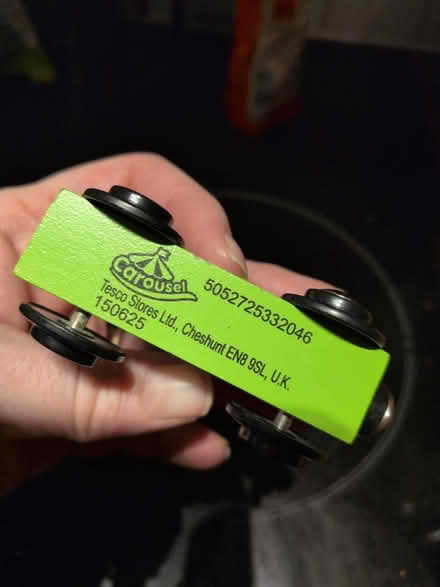 carousel
5052725332046
Tesco Stores Ltd., Cheshunt EN8 9SL, U.K.
150625